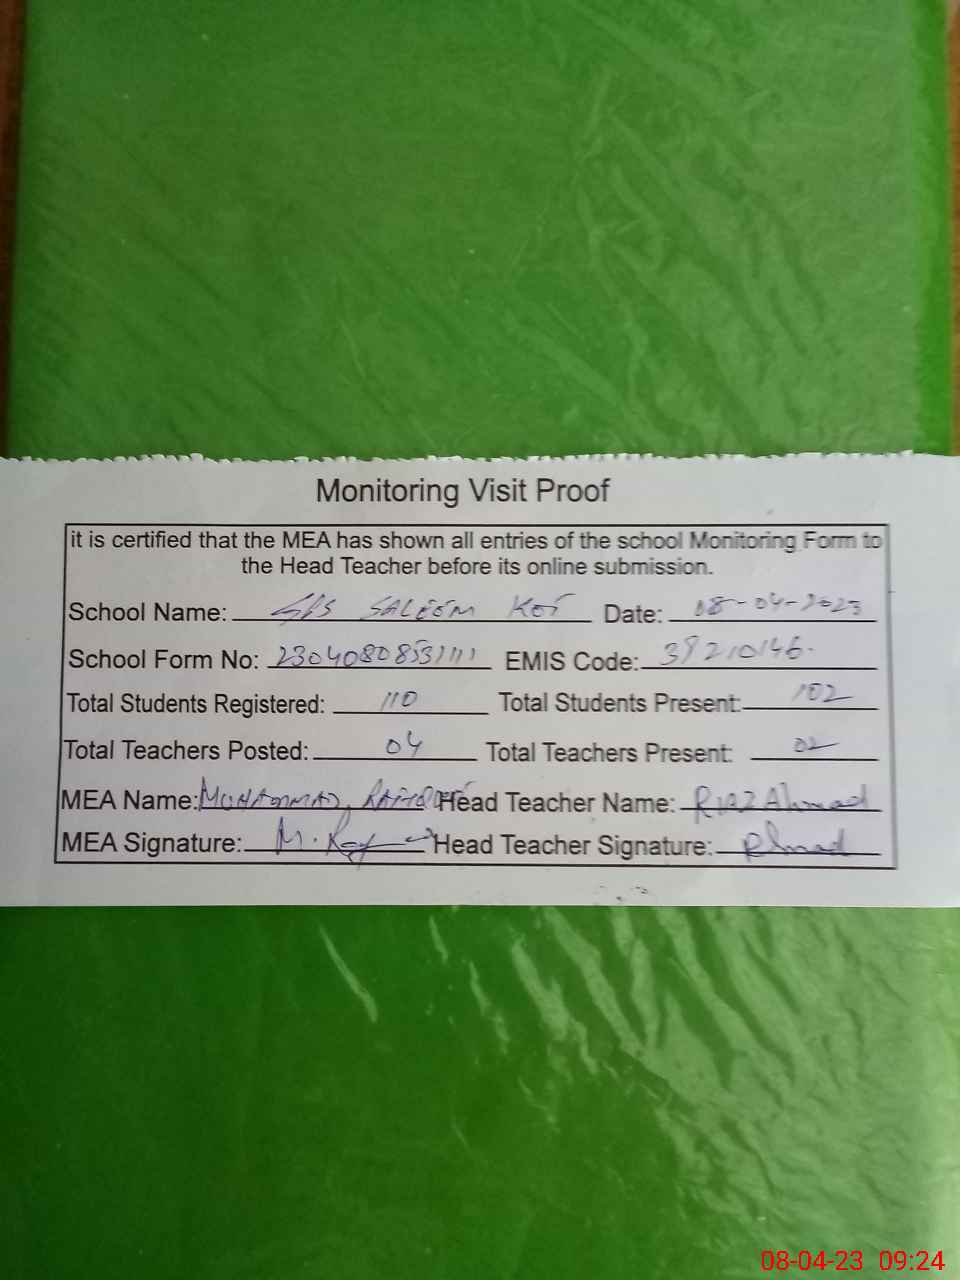 Monitoring Visit Proof
it is certified that the MEA has shown all entries of the school Monitoring Form to
the Head Teacher before its online submission.
School Name: GPS SALEEM KOT Date: 08-04-2023
School Form No: EMIS Code:
Total Students Registered: 110 Total Students Present: 102
Total Teachers Posted: 04 Total Teachers Present: 02
MEA Name: MUHAMMAD Head Teacher Name: Riaz Ahmad
MEA Signature: Head Teacher Signature:
08-04-23 09:24